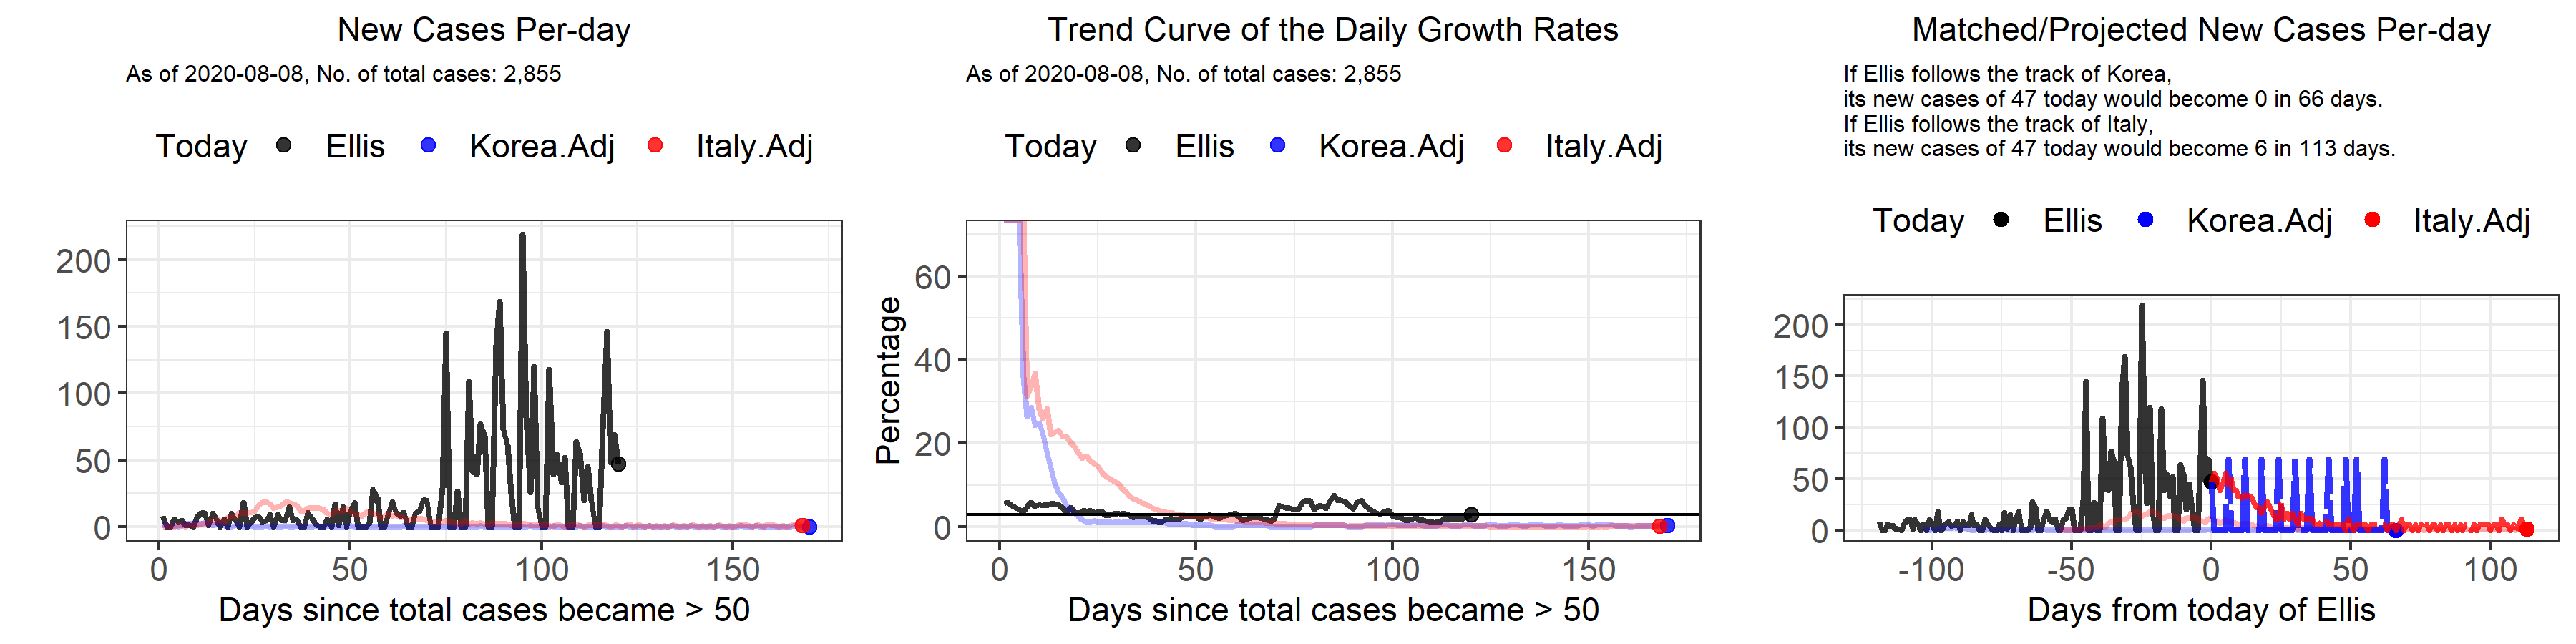 New Cases Per-day
As of 2020-08-08, No. of total cases: 2,855
Today Ellis Korea.Adj Italy.Adj
200
150
100
50
0
0 50 100 150
Days since total cases became > 50
Trend Curve of the Daily Growth Rates
As of 2020-08-08, No. of total cases: 2,855
Today Ellis Korea.Adj Italy.Adj
Percentage
60
40
20
0
0 50 100 150
Days since total cases became > 50
Matched/Projected New Cases Per-day
If Ellis follows the track of Korea,
its new cases of 47 today would become 0 in 66 days.
If Ellis follows the track of Italy,
its new cases of 47 today would become 6 in 113 days.
Today Ellis Korea.Adj Italy.Adj
200
150
100
50
0
-100 -50 0 50 100
Days from today of Ellis